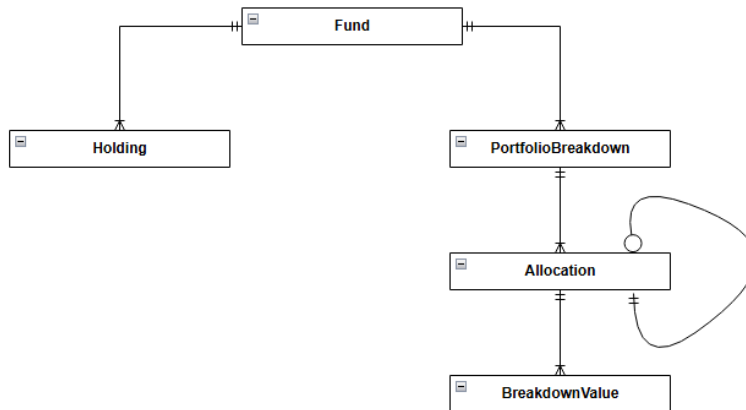 Fund
Holding
PortfolioBreakdown
Allocation
BreakdownValue